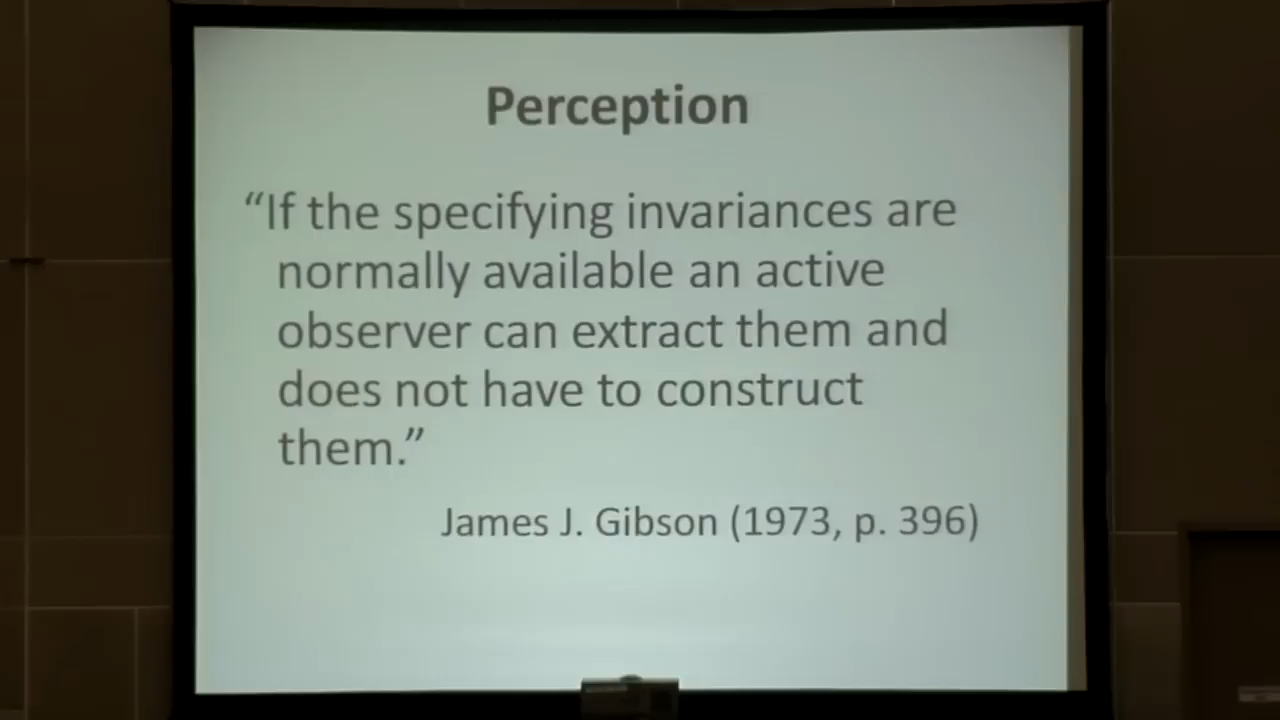 Perception
“If the specifying invariances are
normally available an active
observer can extract them and
does not have to construct
them.”
James J. Gibson (1973, p. 396)